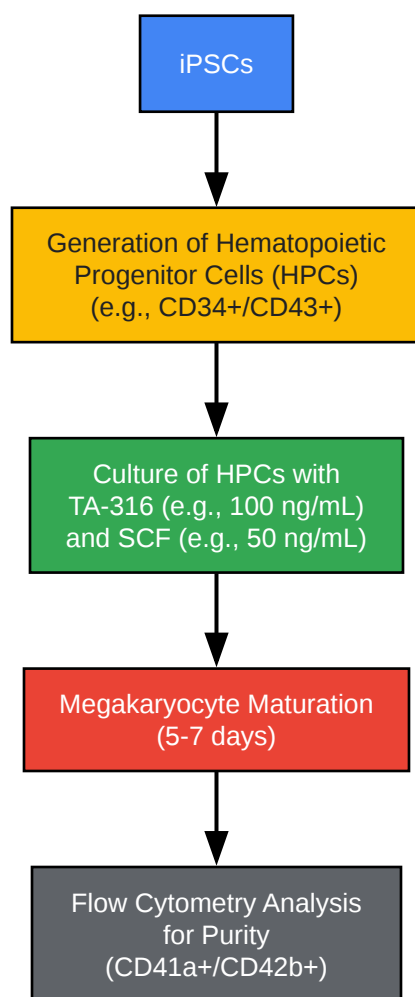 iPSCs
Generation of Hematopoietic
Progenitor Cells (HPCs)
(e.g., CD34+/CD43+)
Culture of HPCs with
TA-316 (e.g., 100 ng/mL)
and SCF (e.g., 50 ng/mL)
Megakaryocyte Maturation
(5-7 days)
Flow Cytometry Analysis
for Purity
(CD41a+/CD42b+)